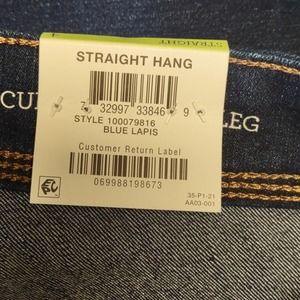 STRAIGHT
STRAIGHT HANG
7 32997 33846 9
STYLE 100079816
BLUE LAPIS
CU
LEG
Customer Return Label
069988198673
35-P1-21
AA03-001